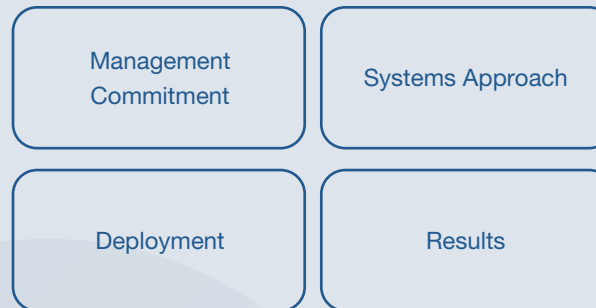 Management
Commitment
Systems Approach
Deployment
Results